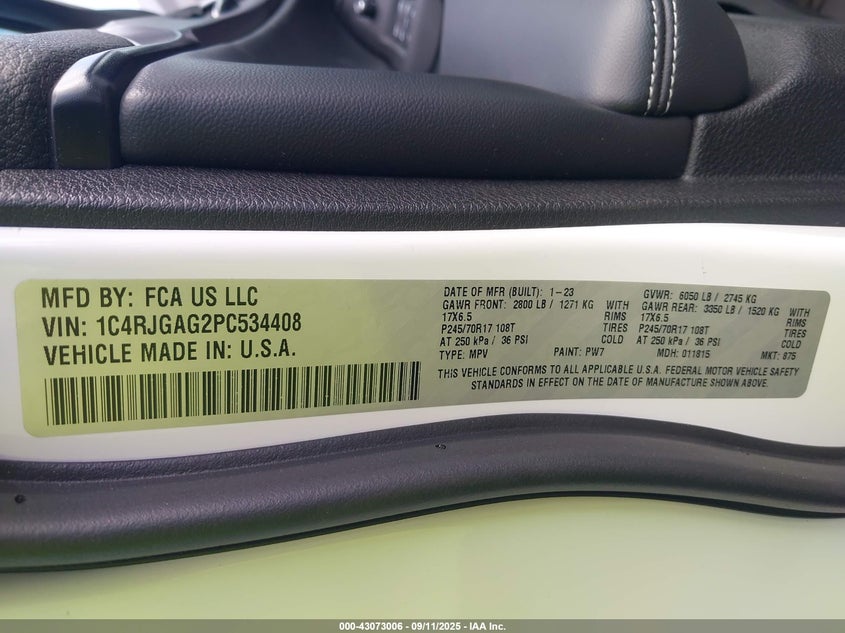 MFD BY: FCA US LLC
VIN: 1C4RJGAG2PC534408
VEHICLE MADE IN: U.S.A.
DATE OF MFR (BUILT): 1-23 GVWR: 6050 LB / 2745 KG
GAWR FRONT: 2800 LB / 1271 KG WITH GAWR REAR: 3350 LB / 1520 KG WITH
17X6.5 RIMS 17X6.5 RIMS
P245/70R17 108T TIRES P245/70R17 108T TIRES
AT 250 kPa / 36 PSI COLD AT 250 kPa / 36 PSI COLD
TYPE: MPV PAINT: PW7 MDH: 011815 MKT: 875
THIS VEHICLE CONFORMS TO ALL APPLICABLE U.S.A. FEDERAL MOTOR VEHICLE SAFETY
STANDARDS IN EFFECT ON THE DATE OF MANUFACTURE SHOWN ABOVE.
000-43073006 - 09/11/2025 - IAA Inc.